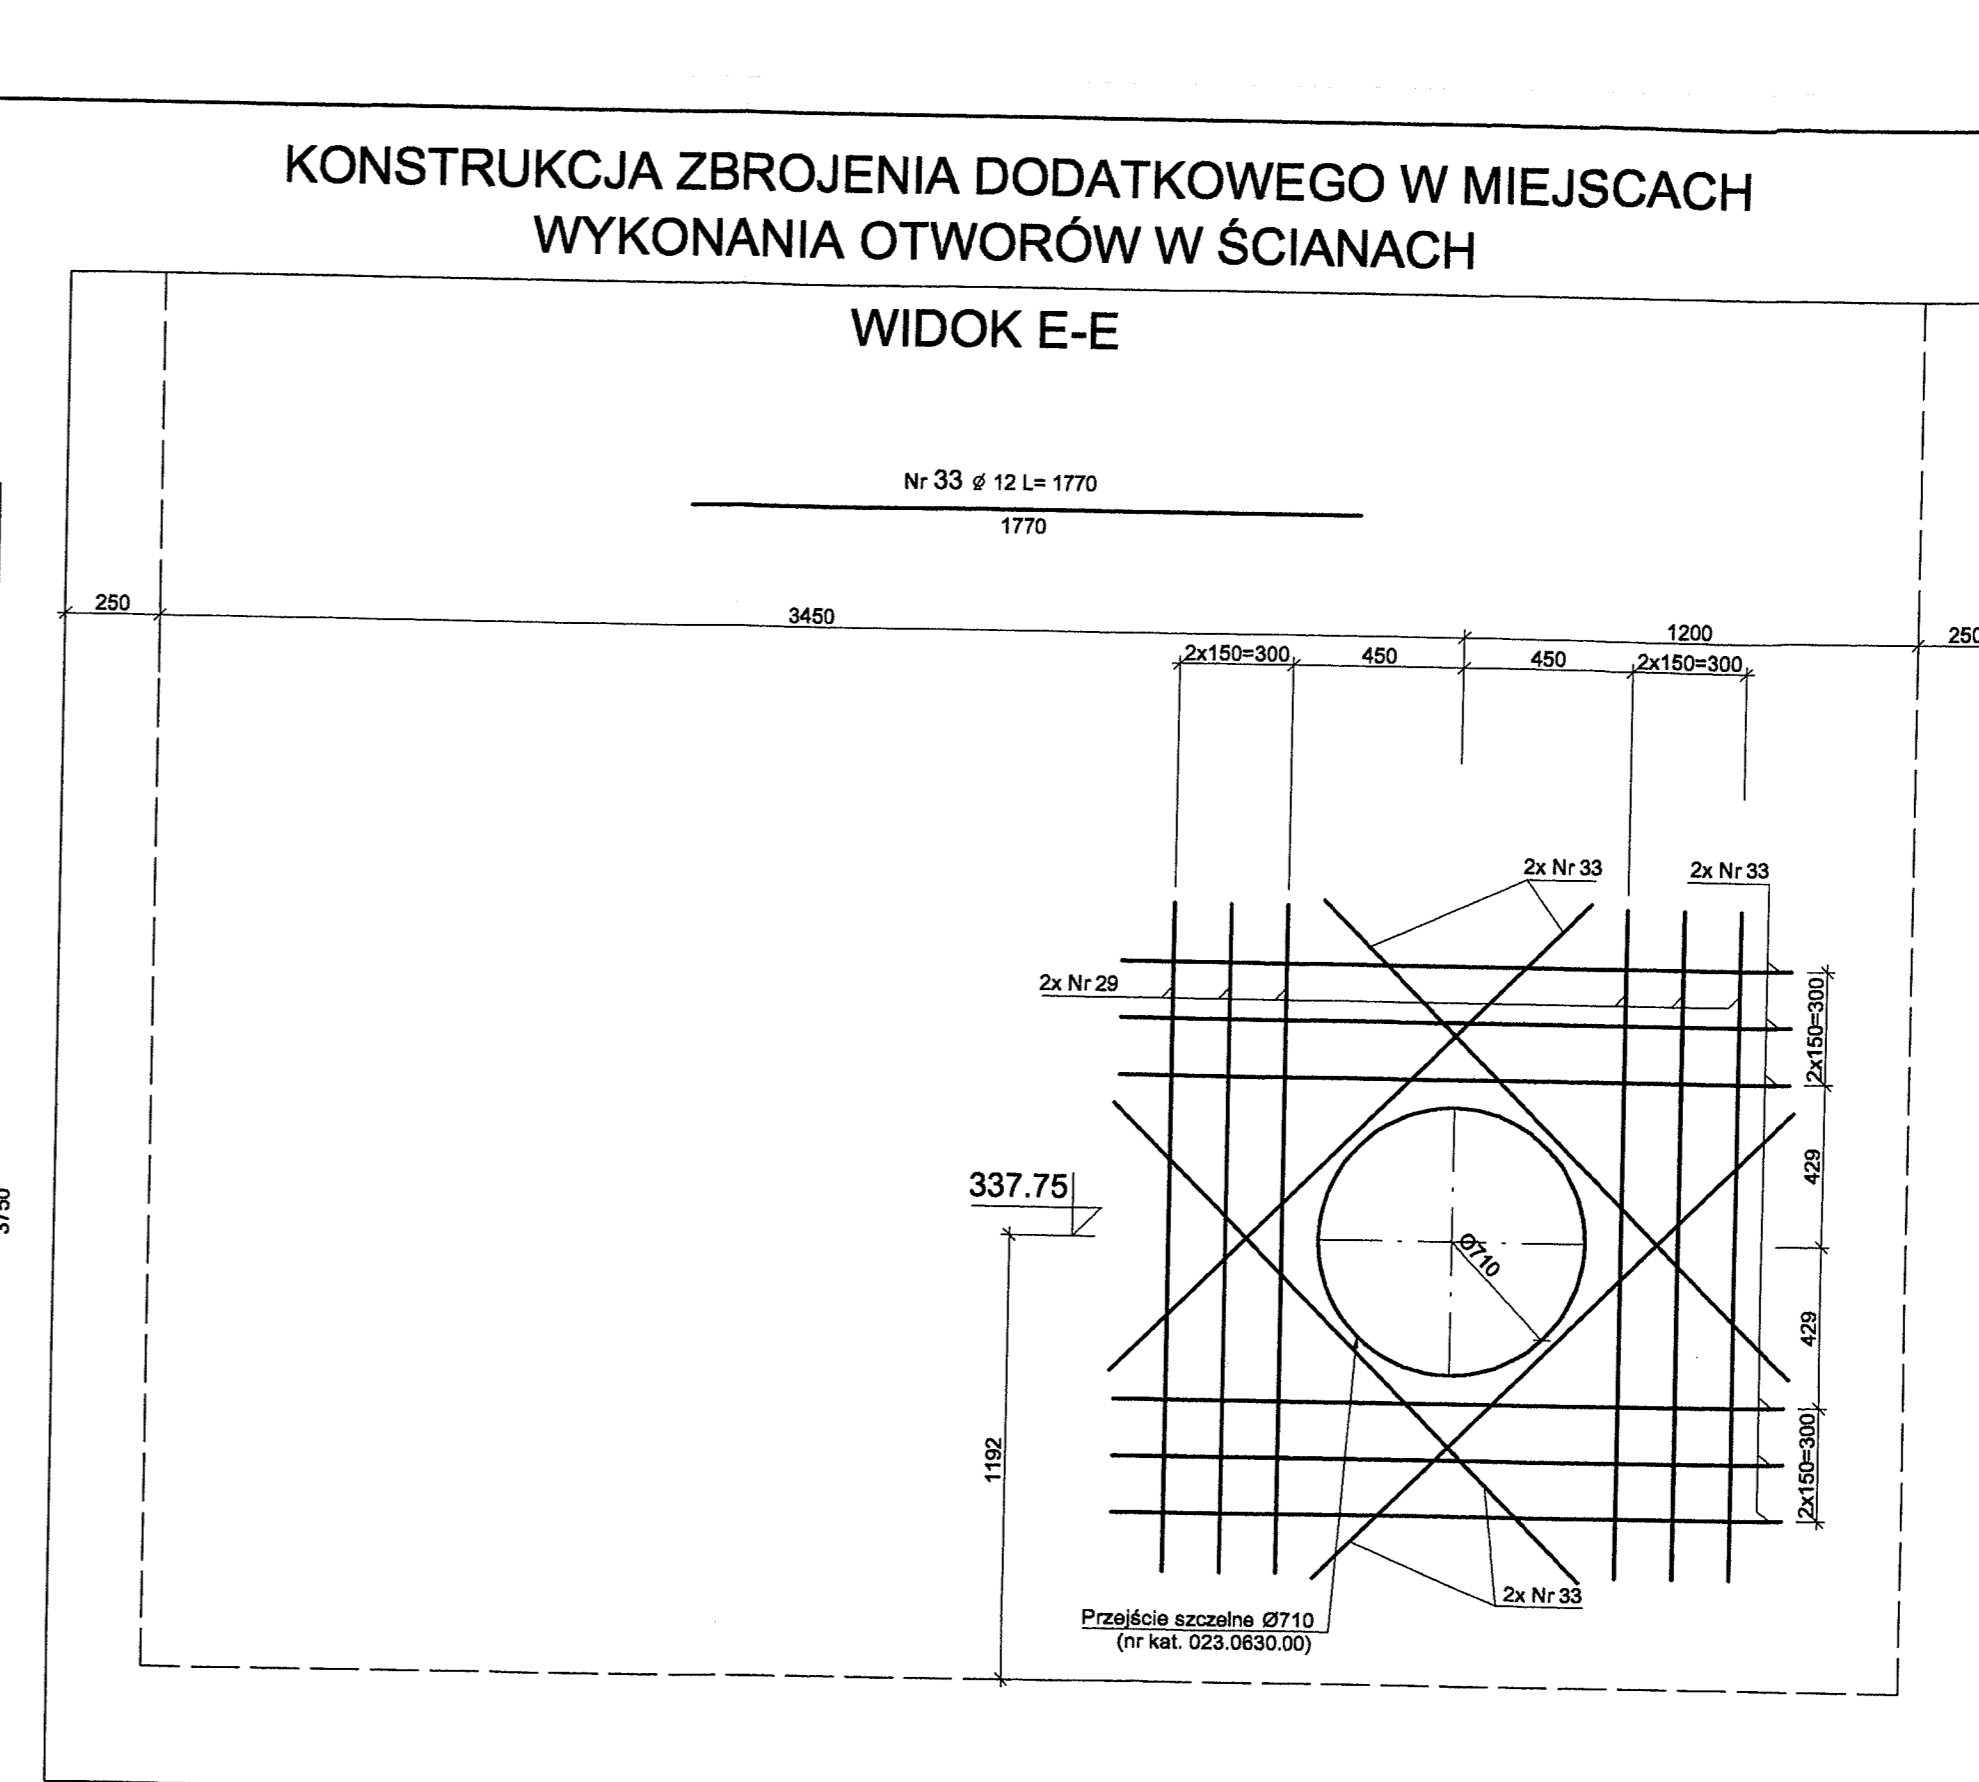 KONSTRUKCJA ZBROJENIA DODATKOWEGO W MIEJSCACH
WYKONANIA OTWORÓW W ŚCIANACH
WIDOK E-E
Nr 33 ø 12 L= 1770
1770
250
3450
1200
250
2x150=300
450
450
2x150=300
2x Nr 33
2x Nr 33
2x Nr 29
2x150=300
429
337.75
3750
Ø710
429
1192
2x150=300
2x Nr 33
Przejście szczelne Ø710
(nr kat. 023.0630.00)